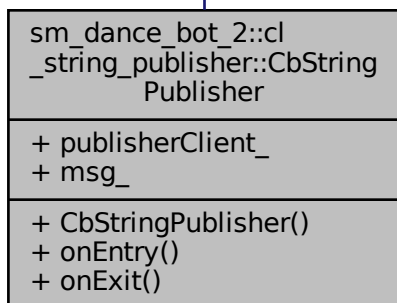 sm_dance_bot_2::cl
_string_publisher::CbString
Publisher
+ publisherClient_
+ msg_
+ CbStringPublisher()
+ onEntry()
+ onExit()